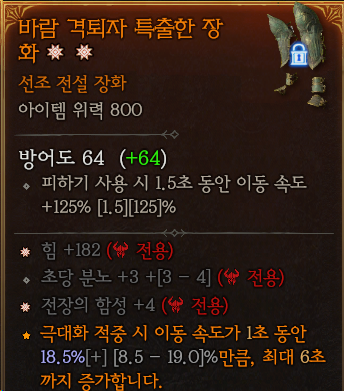 바람 격퇴자 특출한 장
화
선조 전설 장화
아이템 위력 800
방어도 64 (+64)
피하기 사용 시 1.5초 동안 이동 속도
+125% [1.5][125]%
힘 +182 (전용)
초당 분노 +3 +[3 - 4] (전용)
전장의 함성 +4 (전용)
극대화 적중 시 이동 속도가 1초 동안
18.5%[+] [8.5 - 19.0]%만큼, 최대 6초
까지 증가합니다.